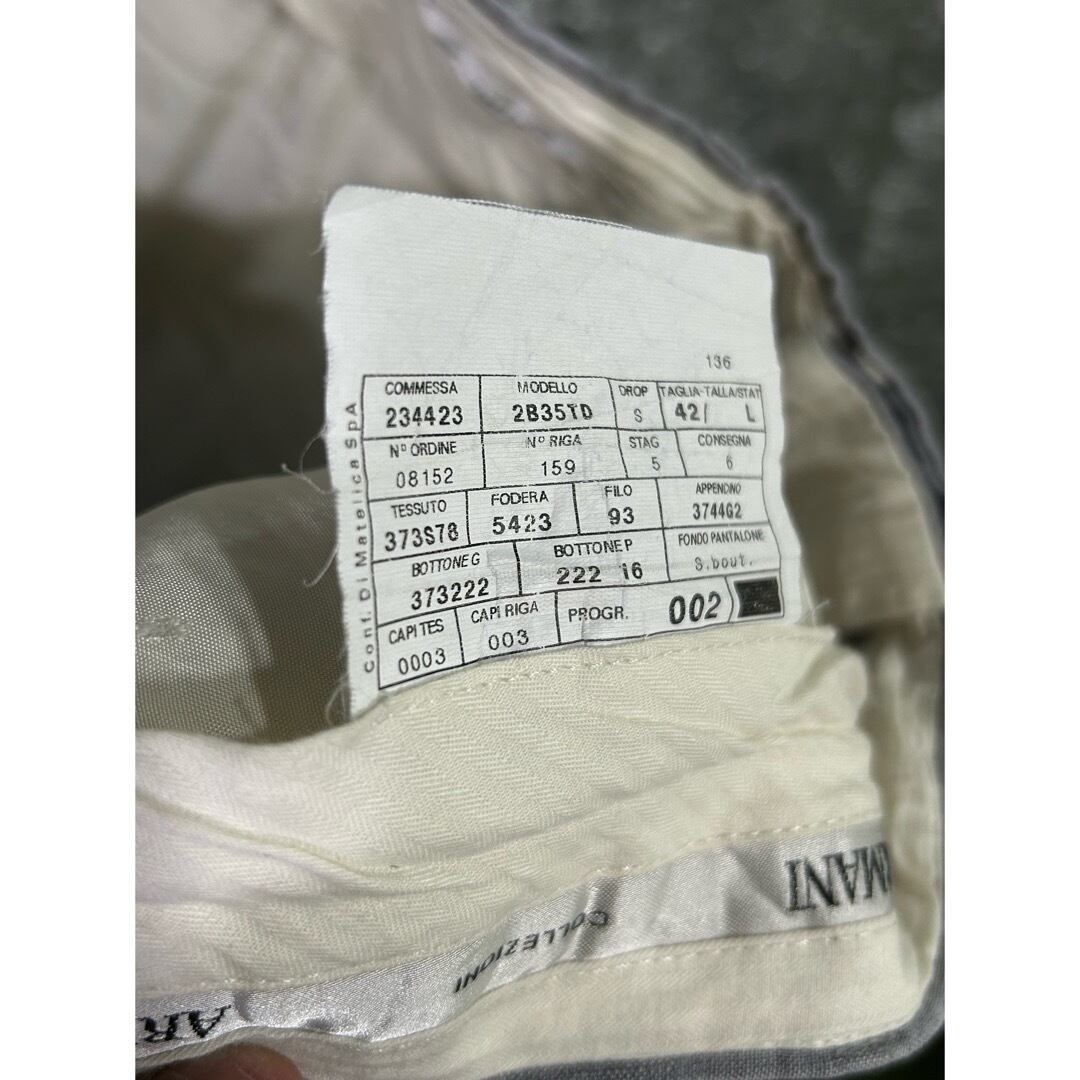 136
COMMESSA MODELLO DROP TAGLIA-TALLA/STAT
234423 2B35TD S 42/ L
Nº ORDINE Nº RIGA STAG CONSEGNA
08152 159 5 6
TESSUTO FODERA FILO APPENDINO
373S78 5423 93 374462
BOTTONE G BOTTONE P FONDO PANTALONE
373222 222 16 S.bout.
CAPI TES CAPI RIGA PROGR. 002
0003 003
Conf. Di Matelica SpA
RMANI
COLLEZIONI
AR